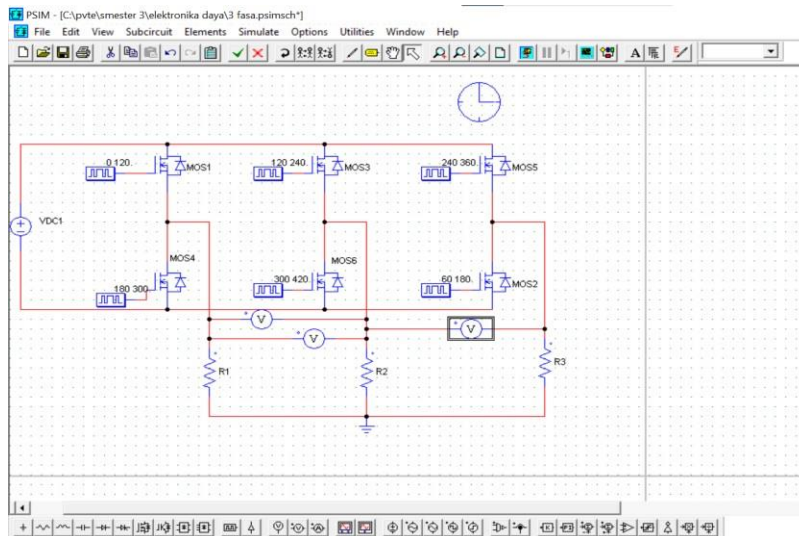 PSIM - [C:\pvte\smester 3\elektronika daya\3 fasa.psimsch*]
File Edit View Subcircuit Elements Simulate Options Utilities Window Help
0 120. MOS1 120 240. MOS3 240 360. MOS5
VDC1
MOS4 MOS6
180 300 300 420. 60 180. MOS2
V V V
R1 R2 R3